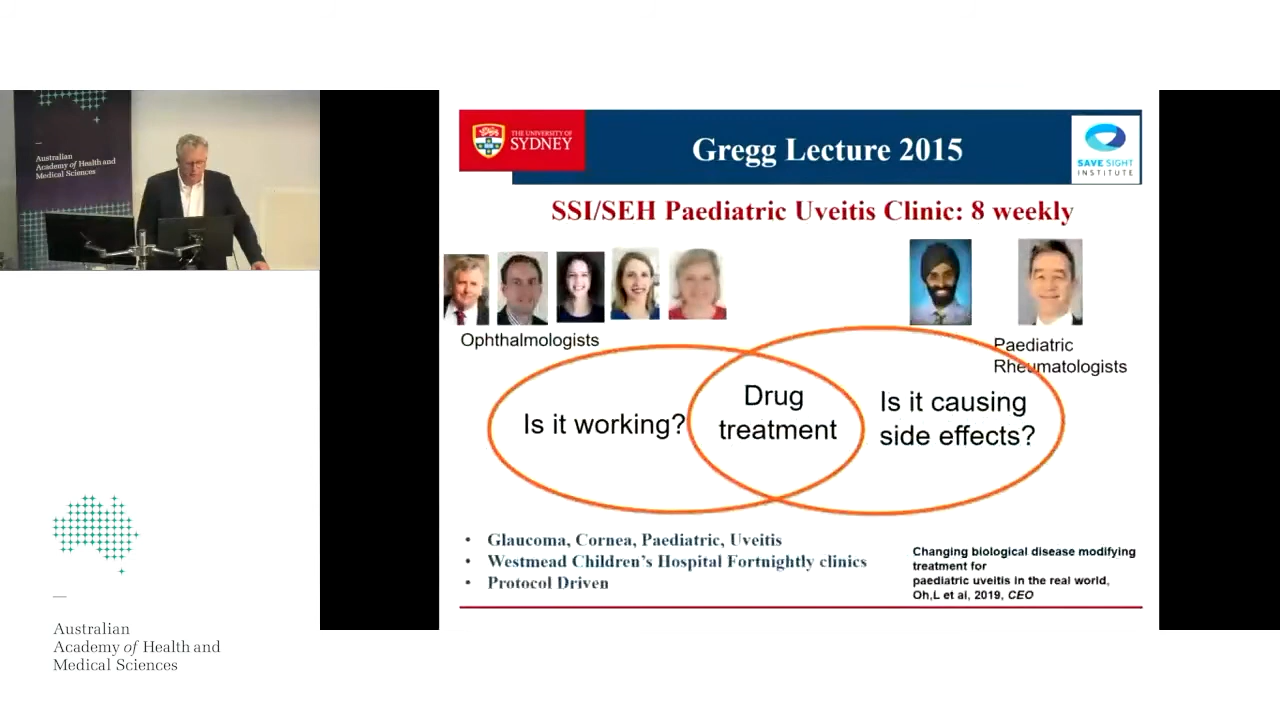 Australian
Academy of Health and
Medical Sciences
THE UNIVERSITY OF
SYDNEY
Gregg Lecture 2015
SAVE SIGHT
INSTITUTE
SSI/SEH Paediatric Uveitis Clinic: 8 weekly
Ophthalmologists
Paediatric
Rheumatologists
Is it working?
Drug
treatment
Is it causing
side effects?
• Glaucoma, Cornea, Paediatric, Uveitis
• Westmead Children's Hospital Fortnightly clinics
• Protocol Driven
Changing biological disease modifying
treatment for
paediatric uveitis in the real world,
Oh,L et al, 2019, CEO
Australian
Academy of Health and
Medical Sciences